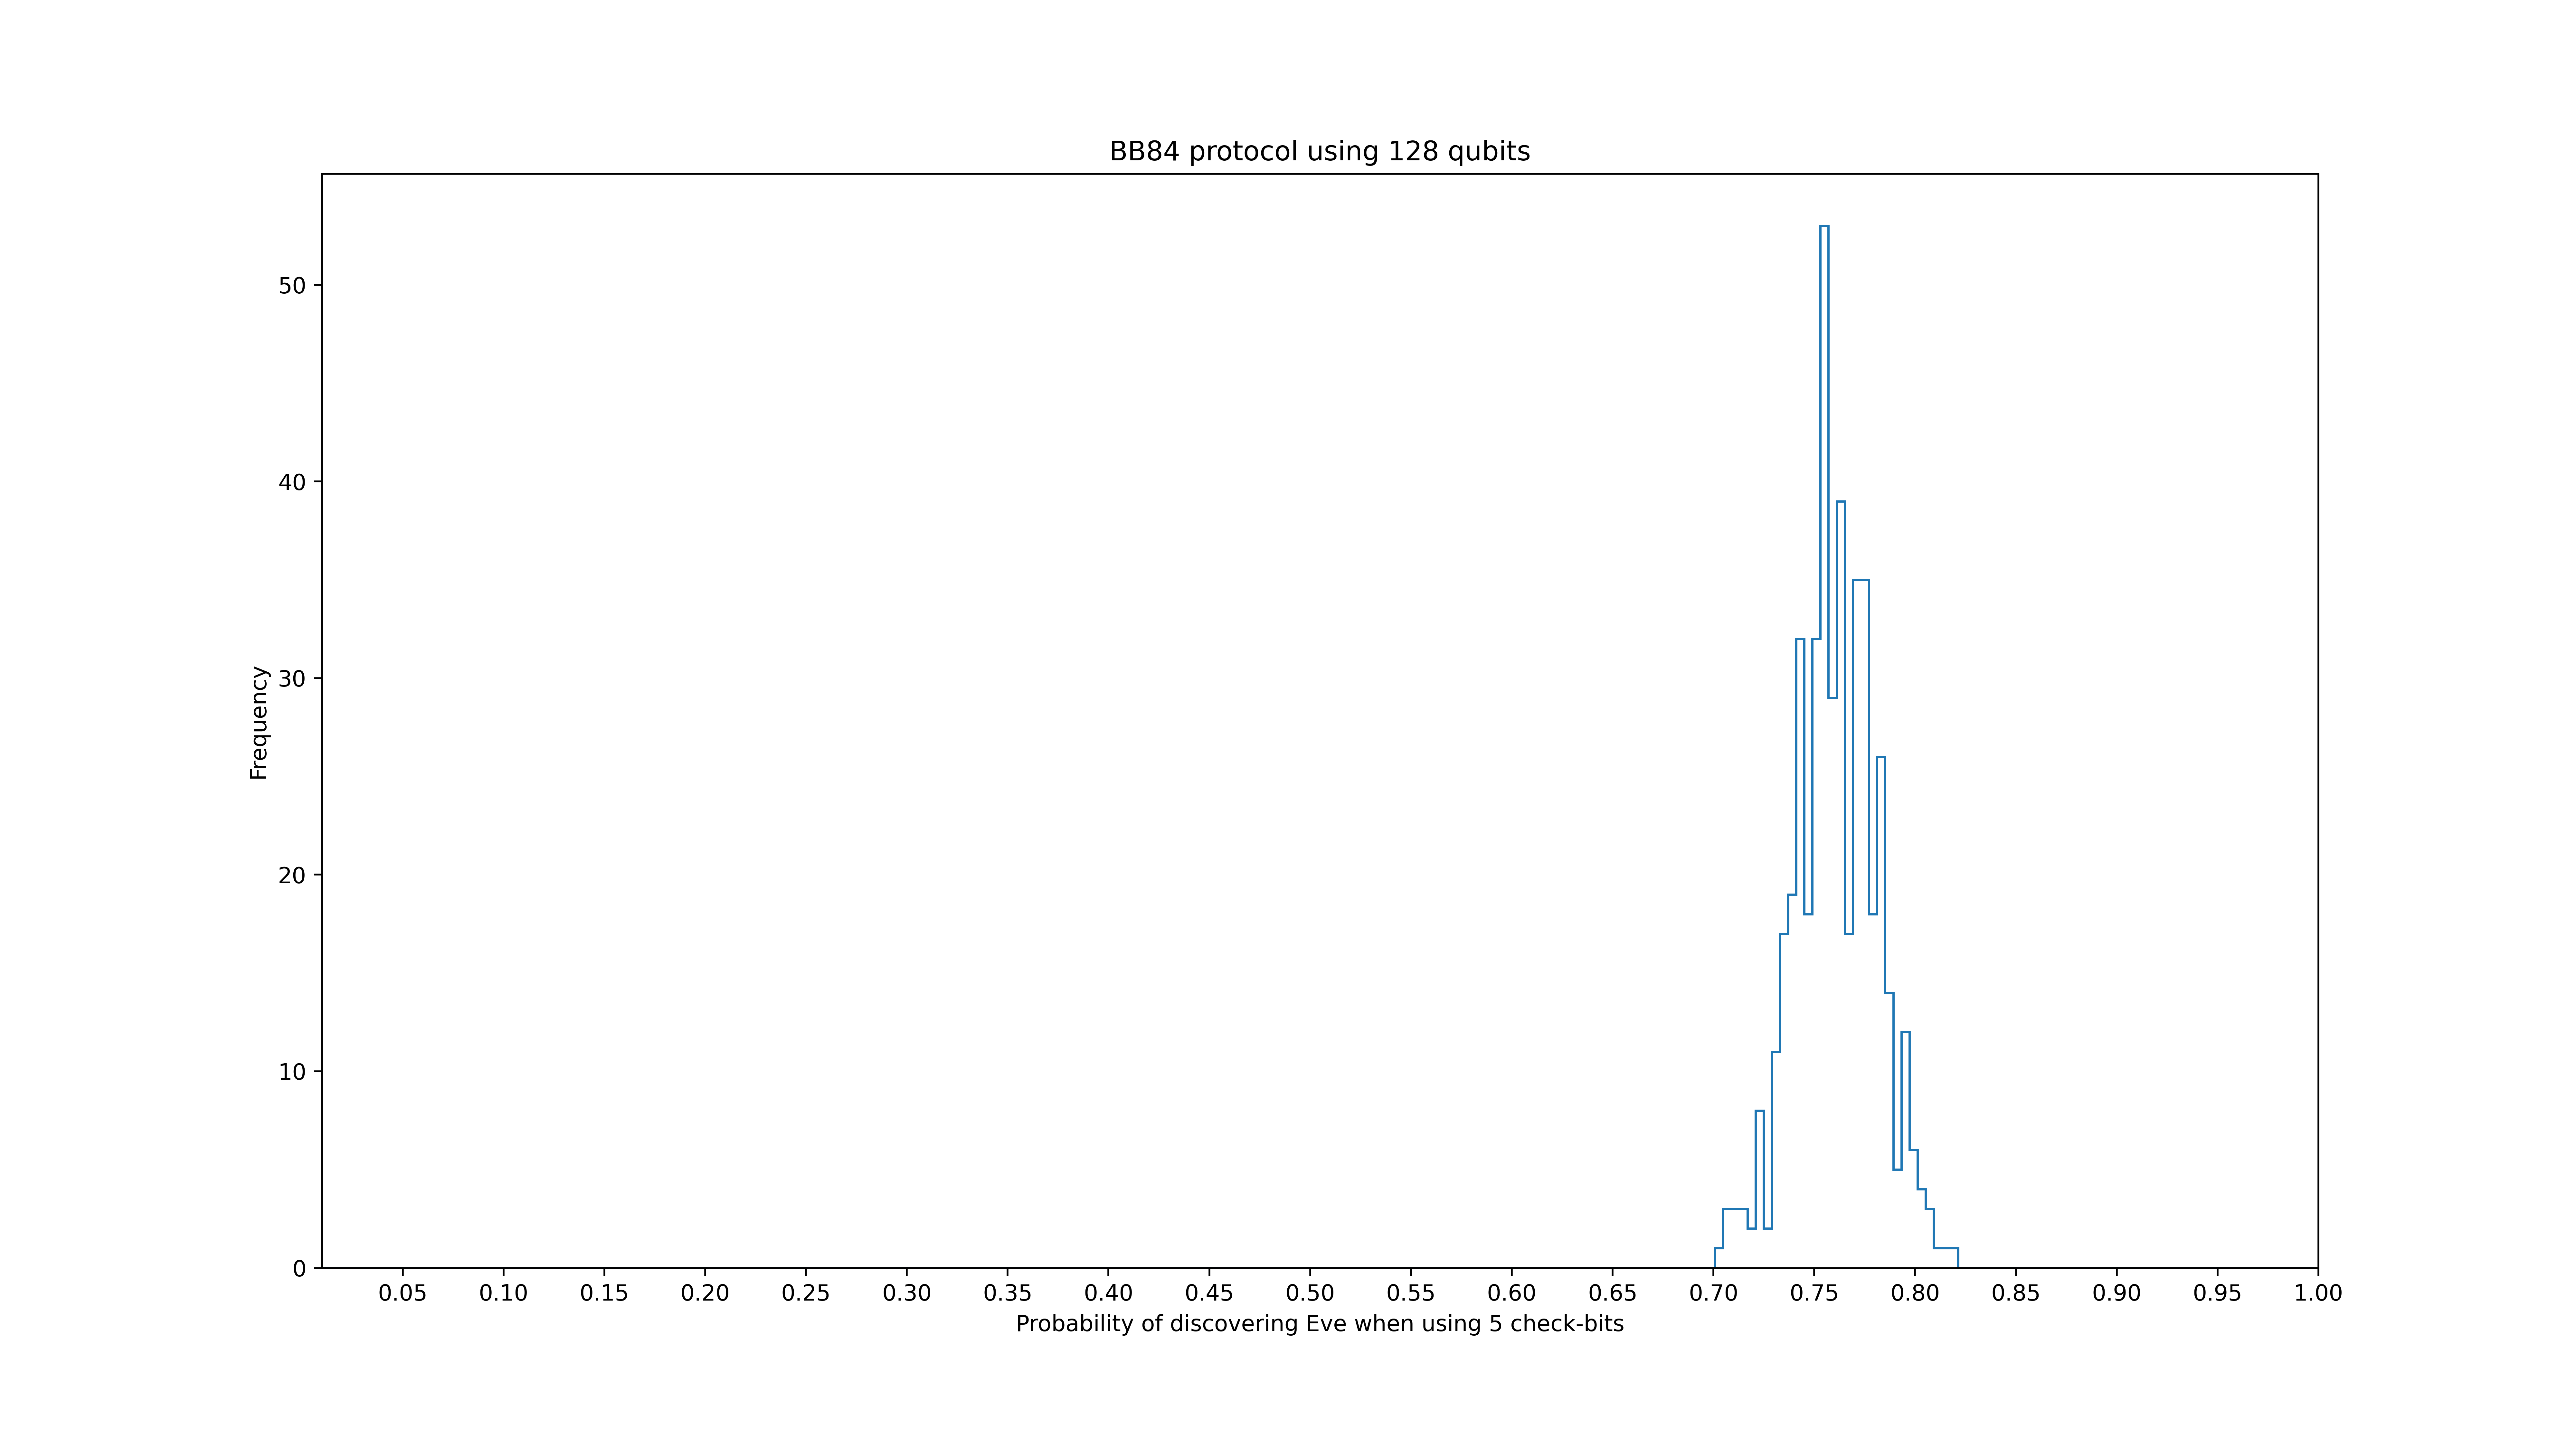 BB84 protocol using 128 qubits
50
40
30
20
10
0
Frequency
0.05 0.10 0.15 0.20 0.25 0.30 0.35 0.40 0.45 0.50 0.55 0.60 0.65 0.70 0.75 0.80 0.85 0.90 0.95 1.00
Probability of discovering Eve when using 5 check-bits